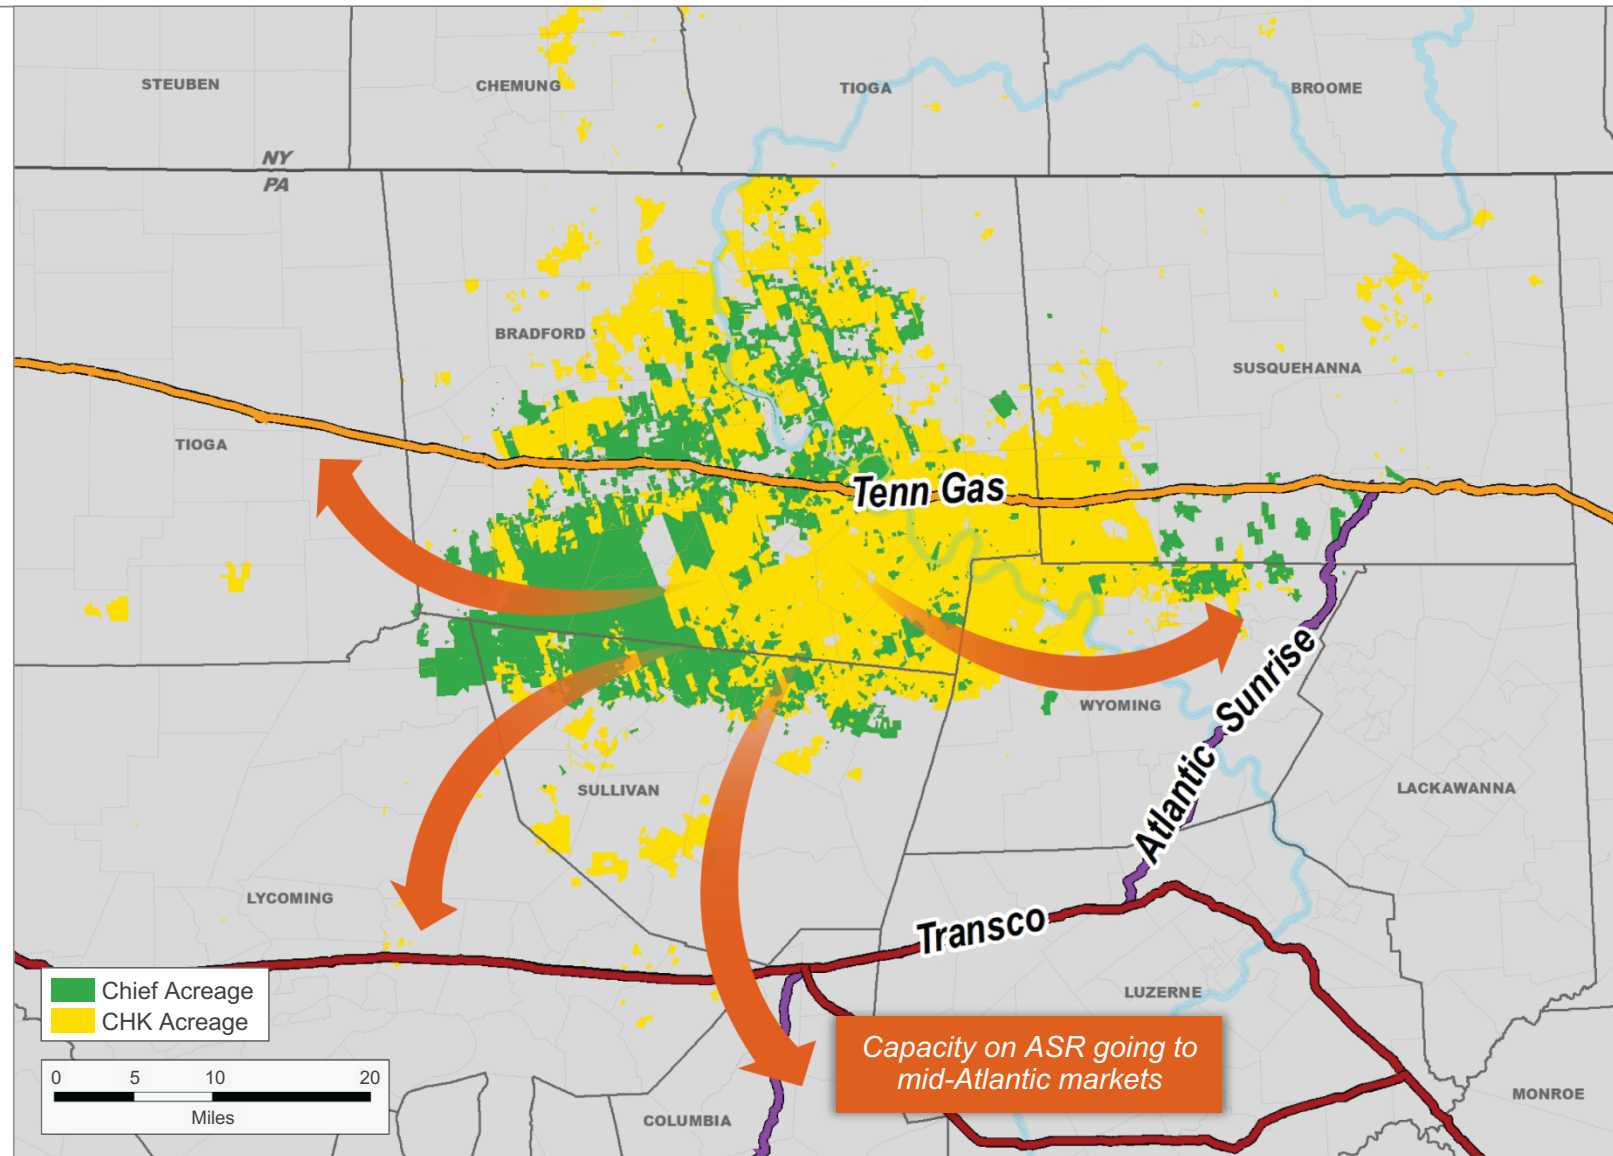 STEUBEN
CHEMUNG
TIOGA
BROOME
NY
PA
BRADFORD
SUSQUEHANNA
TIOGA
Tenn Gas
WYOMING
Atlantic Sunrise
SULLIVAN
LACKAWANNA
LYCOMING
Transco
LUZERNE
Chief Acreage
CHK Acreage
Capacity on ASR going to
mid-Atlantic markets
0 5 10 20
Miles
COLUMBIA
MONROE